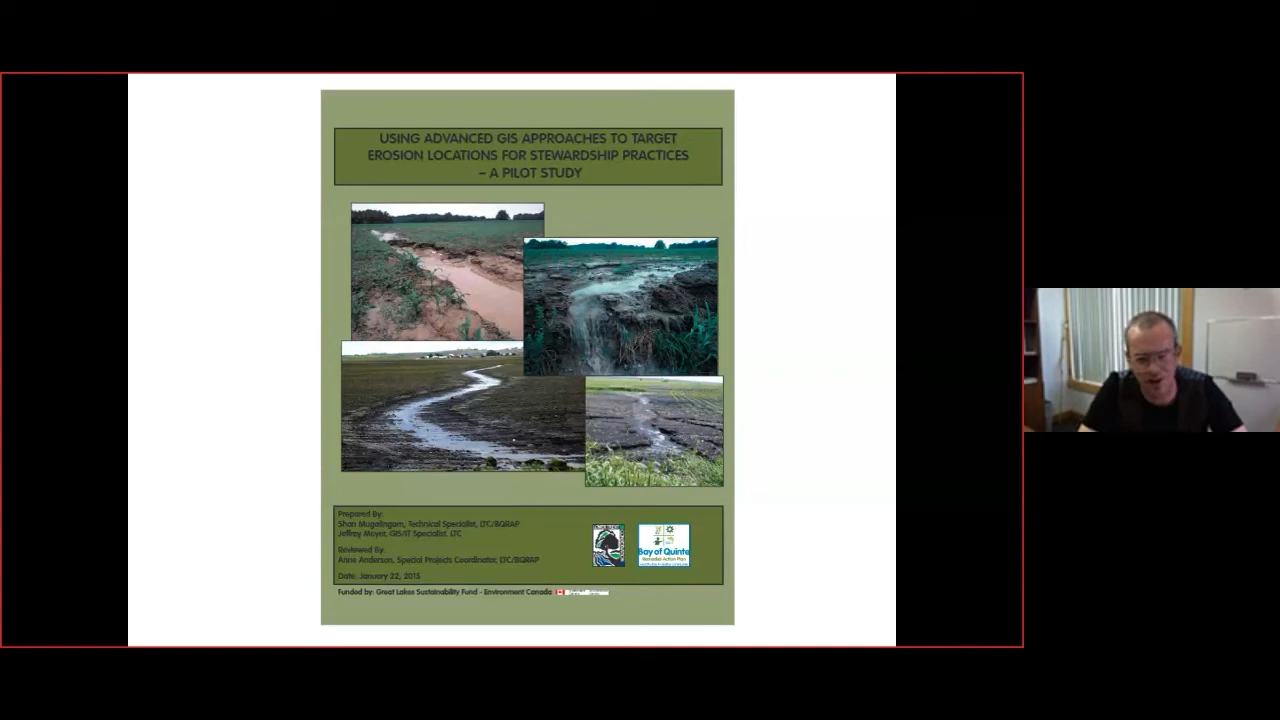 USING ADVANCED GIS APPROACHES TO TARGET
EROSION LOCATIONS FOR STEWARDSHIP PRACTICES
– A PILOT STUDY
Prepared By:
Shan Mugalingam, Technical Specialist, LTC/BQRAP
Jeffrey Moyer, GIS/IT Specialist, LTC
Reviewed By:
Anne Anderson, Special Projects Coordinator, LTC/BQRAP
Date: January 22, 2015
Funded by: Great Lakes Sustainability Fund - Environment Canada
Bay of Quinte
Remedial Action Plan